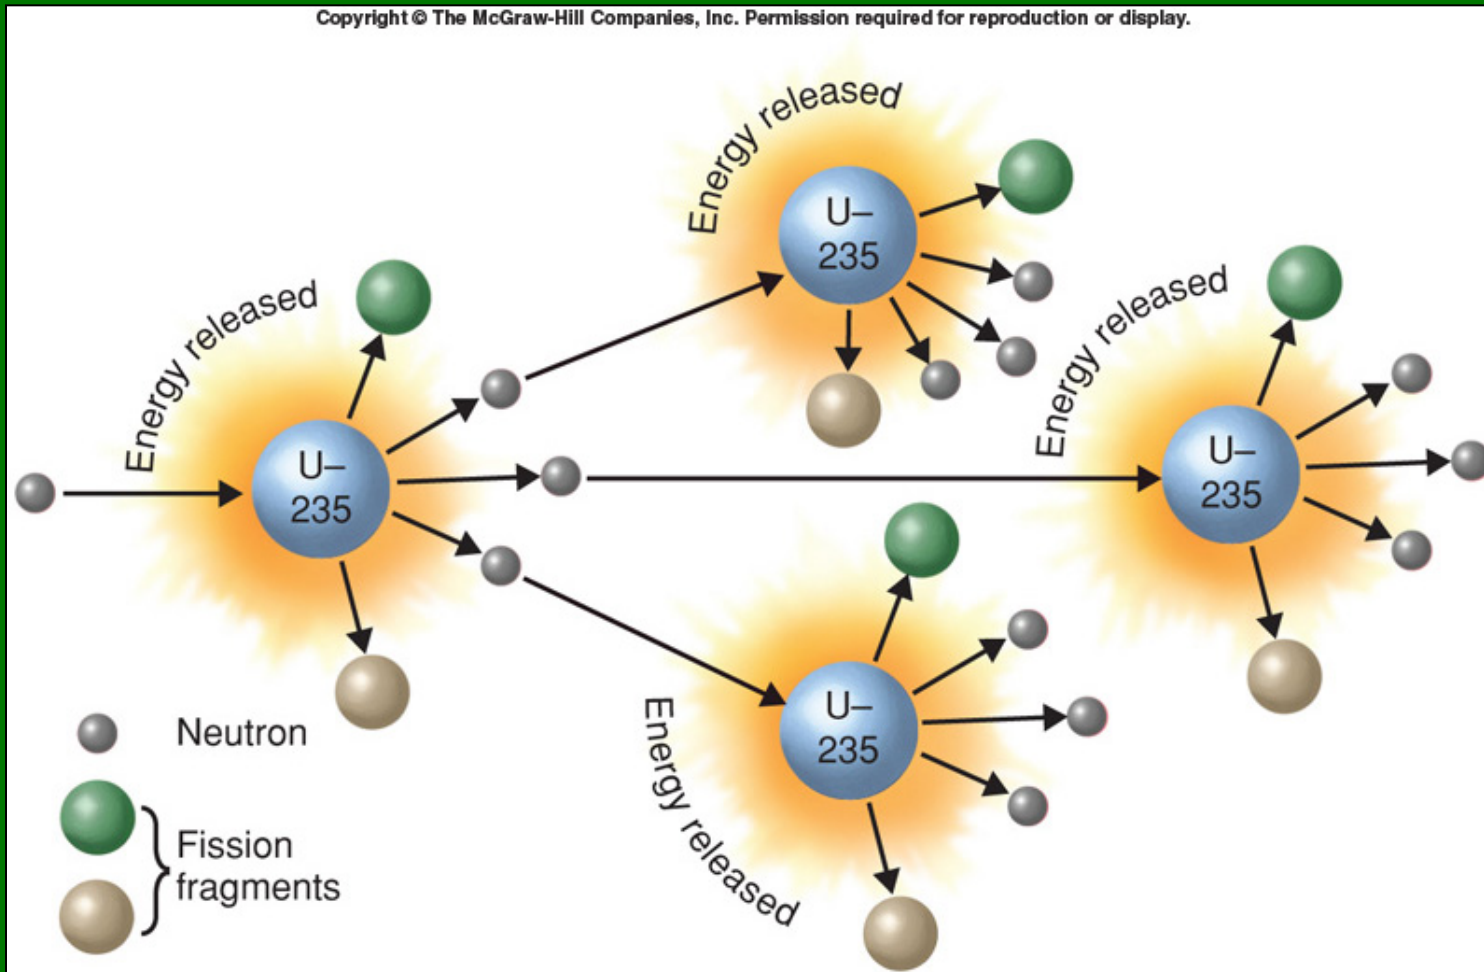 Copyright © The McGraw-Hill Companies, Inc. Permission required for reproduction or display.
Energy released
U–
235
Energy released
U–
235
Energy released
U–
235
Energy released
U–
235
Neutron
Fission
fragments